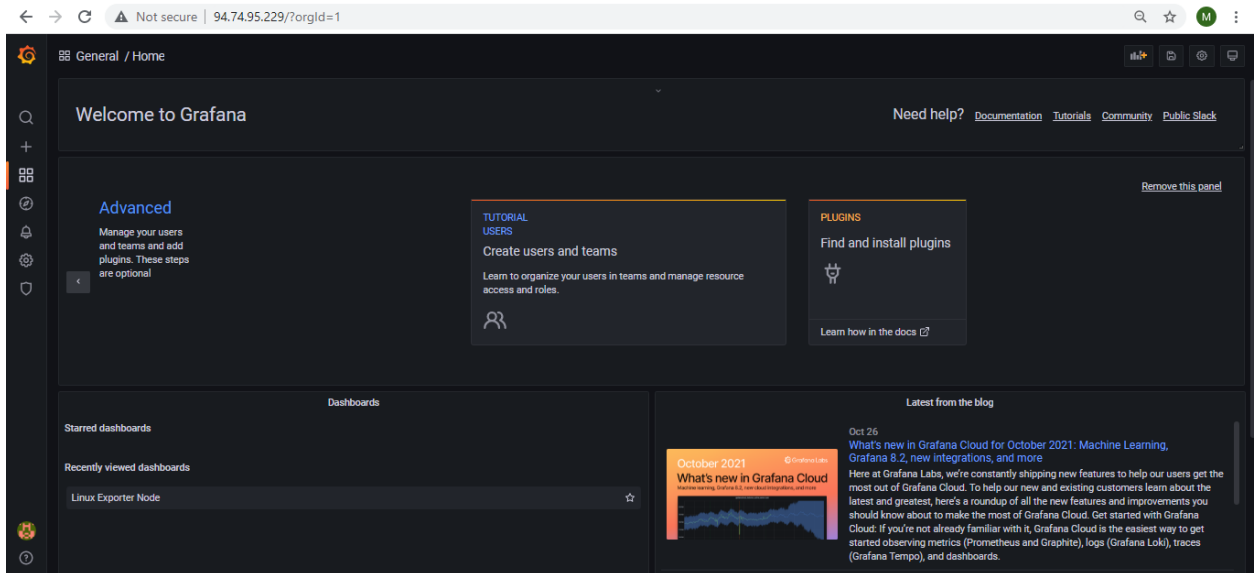 Not secure | 94.74.95.229/?orgId=1
M
General / Home
Welcome to Grafana
Need help? Documentation Tutorials Community Public Slack
Remove this panel
Advanced
Manage your users
and teams and add
plugins. These steps
are optional
TUTORIAL
USERS
Create users and teams
Learn to organize your users in teams and manage resource
access and roles.
PLUGINS
Find and install plugins
Learn how in the docs
Dashboards
Starred dashboards
Recently viewed dashboards
Linux Exporter Node
Latest from the blog
October 2021
Grafana Labs
What's new in Grafana Cloud
Machine learning, Grafana 8.2, new cloud integrations, and more
Oct 26
What's new in Grafana Cloud for October 2021: Machine Learning,
Grafana 8.2, new integrations, and more
Here at Grafana Labs, we're constantly shipping new features to help our users get the
most out of Grafana Cloud. To help our new and existing customers learn about the
latest and greatest, here's a roundup of all the new features and improvements you
should know about to make the most of Grafana Cloud. Get started with Grafana
Cloud: If you're not already familiar with it, Grafana Cloud is the easiest way to get
started observing metrics (Prometheus and Graphite), logs (Grafana Loki), traces
(Grafana Tempo), and dashboards.